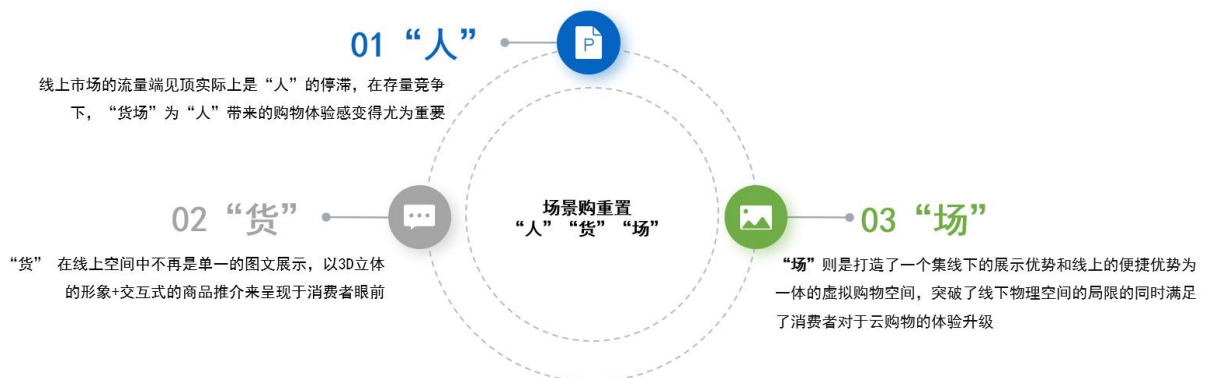 01 “人”
线上市场的流量端见顶实际上是“人”的停滞，在存量竞争
下，“货场”为“人”带来的购物体验感变得尤为重要
场景购重置
“人”“货”“场”
02 “货”
“货” 在线上空间中不再是单一的图文展示，以3D立体
的形象+交互式的商品推介来呈现于消费者眼前
03 “场”
“场”则是打造了一个集线下的展示优势和线上的便捷优势为
一体的虚拟购物空间，突破了线下物理空间的局限的同时满足
了消费者对于云购物的体验升级